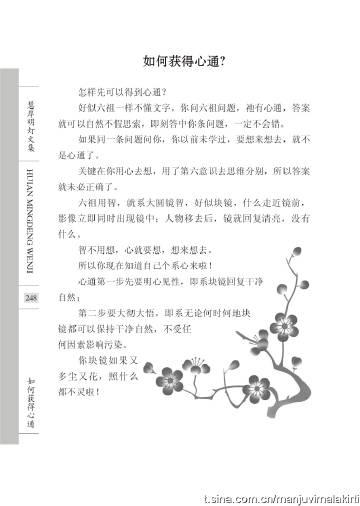 如何获得心通?
怎样先可以得到心通?
好似六祖一样不懂文字，你问六祖问题，祂有心通，答案
就可以自然不假思索，即刻答中你条问题，一定不会错。
如果同一条问题问你，你以前未学过，要想来想去，就不
是心通了。
关键在你用心去想，用了第六意识去思维分别，所以答案
就未必正确了。
六祖用智，就系大圆镜智，好似块镜，什么走近镜前，
影像立即同时出现镜中；人物移去后，镜就回复清亮，没有
什么。
智不用想，心就要想，想来想去。
所以你现在知道自己个系心来啦！
心通第一步先要明心见性，即系块镜回复干净
自然；
第二步要大彻大悟，即系无论何时何地块
镜都可以保持干净自然，不受任
何因素影响污染。
你块镜如果又
多尘又花，照什么
都不灵啦！
慧岸明灯文集
HUIAN MINGDENG WENJI
248
如何获得心通
t.sina.com.cn/manjuvimalakirti